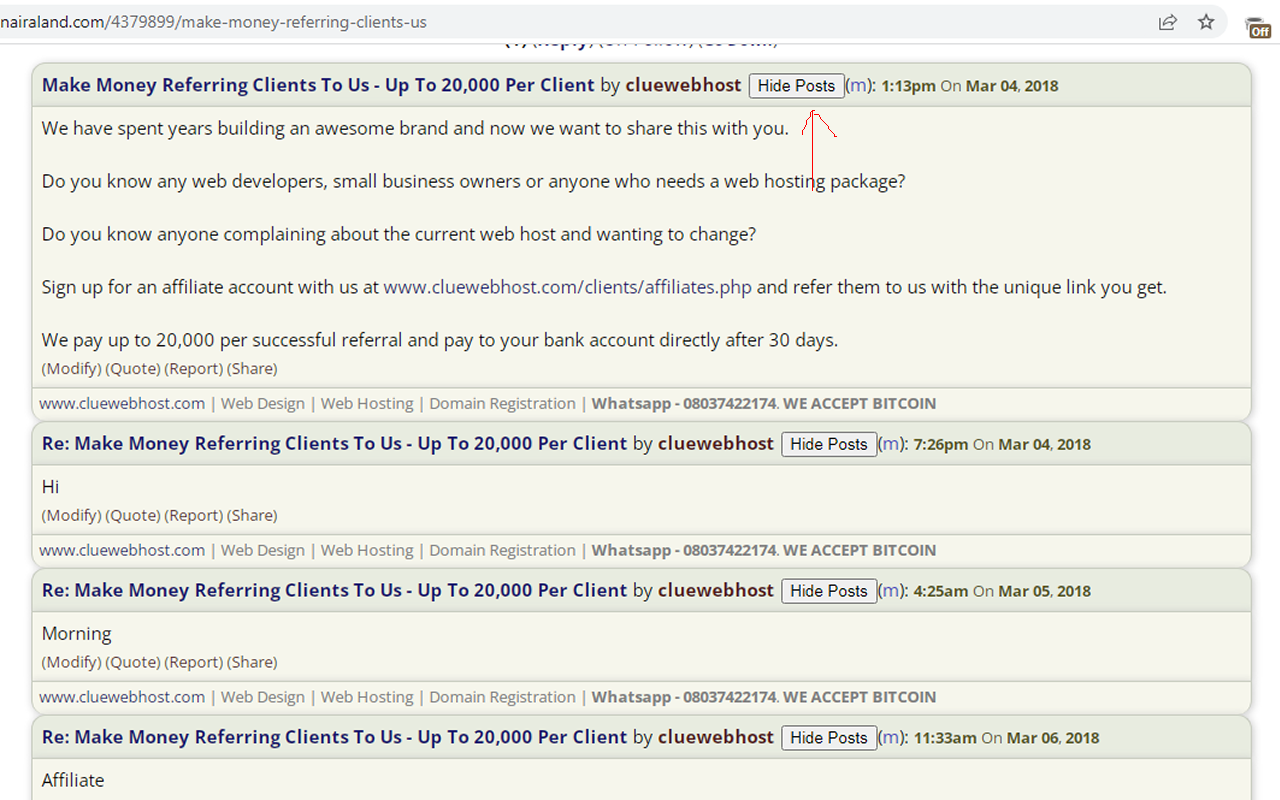 nairaland.com/4379899/make-money-referring-clients-us
Off
Make Money Referring Clients To Us - Up To 20,000 Per Client by cluewebhost Hide Posts (m): 1:13pm On Mar 04, 2018
We have spent years building an awesome brand and now we want to share this with you.
Do you know any web developers, small business owners or anyone who needs a web hosting package?
Do you know anyone complaining about the current web host and wanting to change?
Sign up for an affiliate account with us at www.cluewebhost.com/clients/affiliates.php and refer them to us with the unique link you get.
We pay up to 20,000 per successful referral and pay to your bank account directly after 30 days.
(Modify) (Quote) (Report) (Share)
www.cluewebhost.com | Web Design | Web Hosting | Domain Registration | Whatsapp - 08037422174. WE ACCEPT BITCOIN
Re: Make Money Referring Clients To Us - Up To 20,000 Per Client by cluewebhost Hide Posts (m): 7:26pm On Mar 04, 2018
Hi
(Modify) (Quote) (Report) (Share)
www.cluewebhost.com | Web Design | Web Hosting | Domain Registration | Whatsapp - 08037422174. WE ACCEPT BITCOIN
Re: Make Money Referring Clients To Us - Up To 20,000 Per Client by cluewebhost Hide Posts (m): 4:25am On Mar 05, 2018
Morning
(Modify) (Quote) (Report) (Share)
www.cluewebhost.com | Web Design | Web Hosting | Domain Registration | Whatsapp - 08037422174. WE ACCEPT BITCOIN
Re: Make Money Referring Clients To Us - Up To 20,000 Per Client by cluewebhost Hide Posts (m): 11:33am On Mar 06, 2018
Affiliate